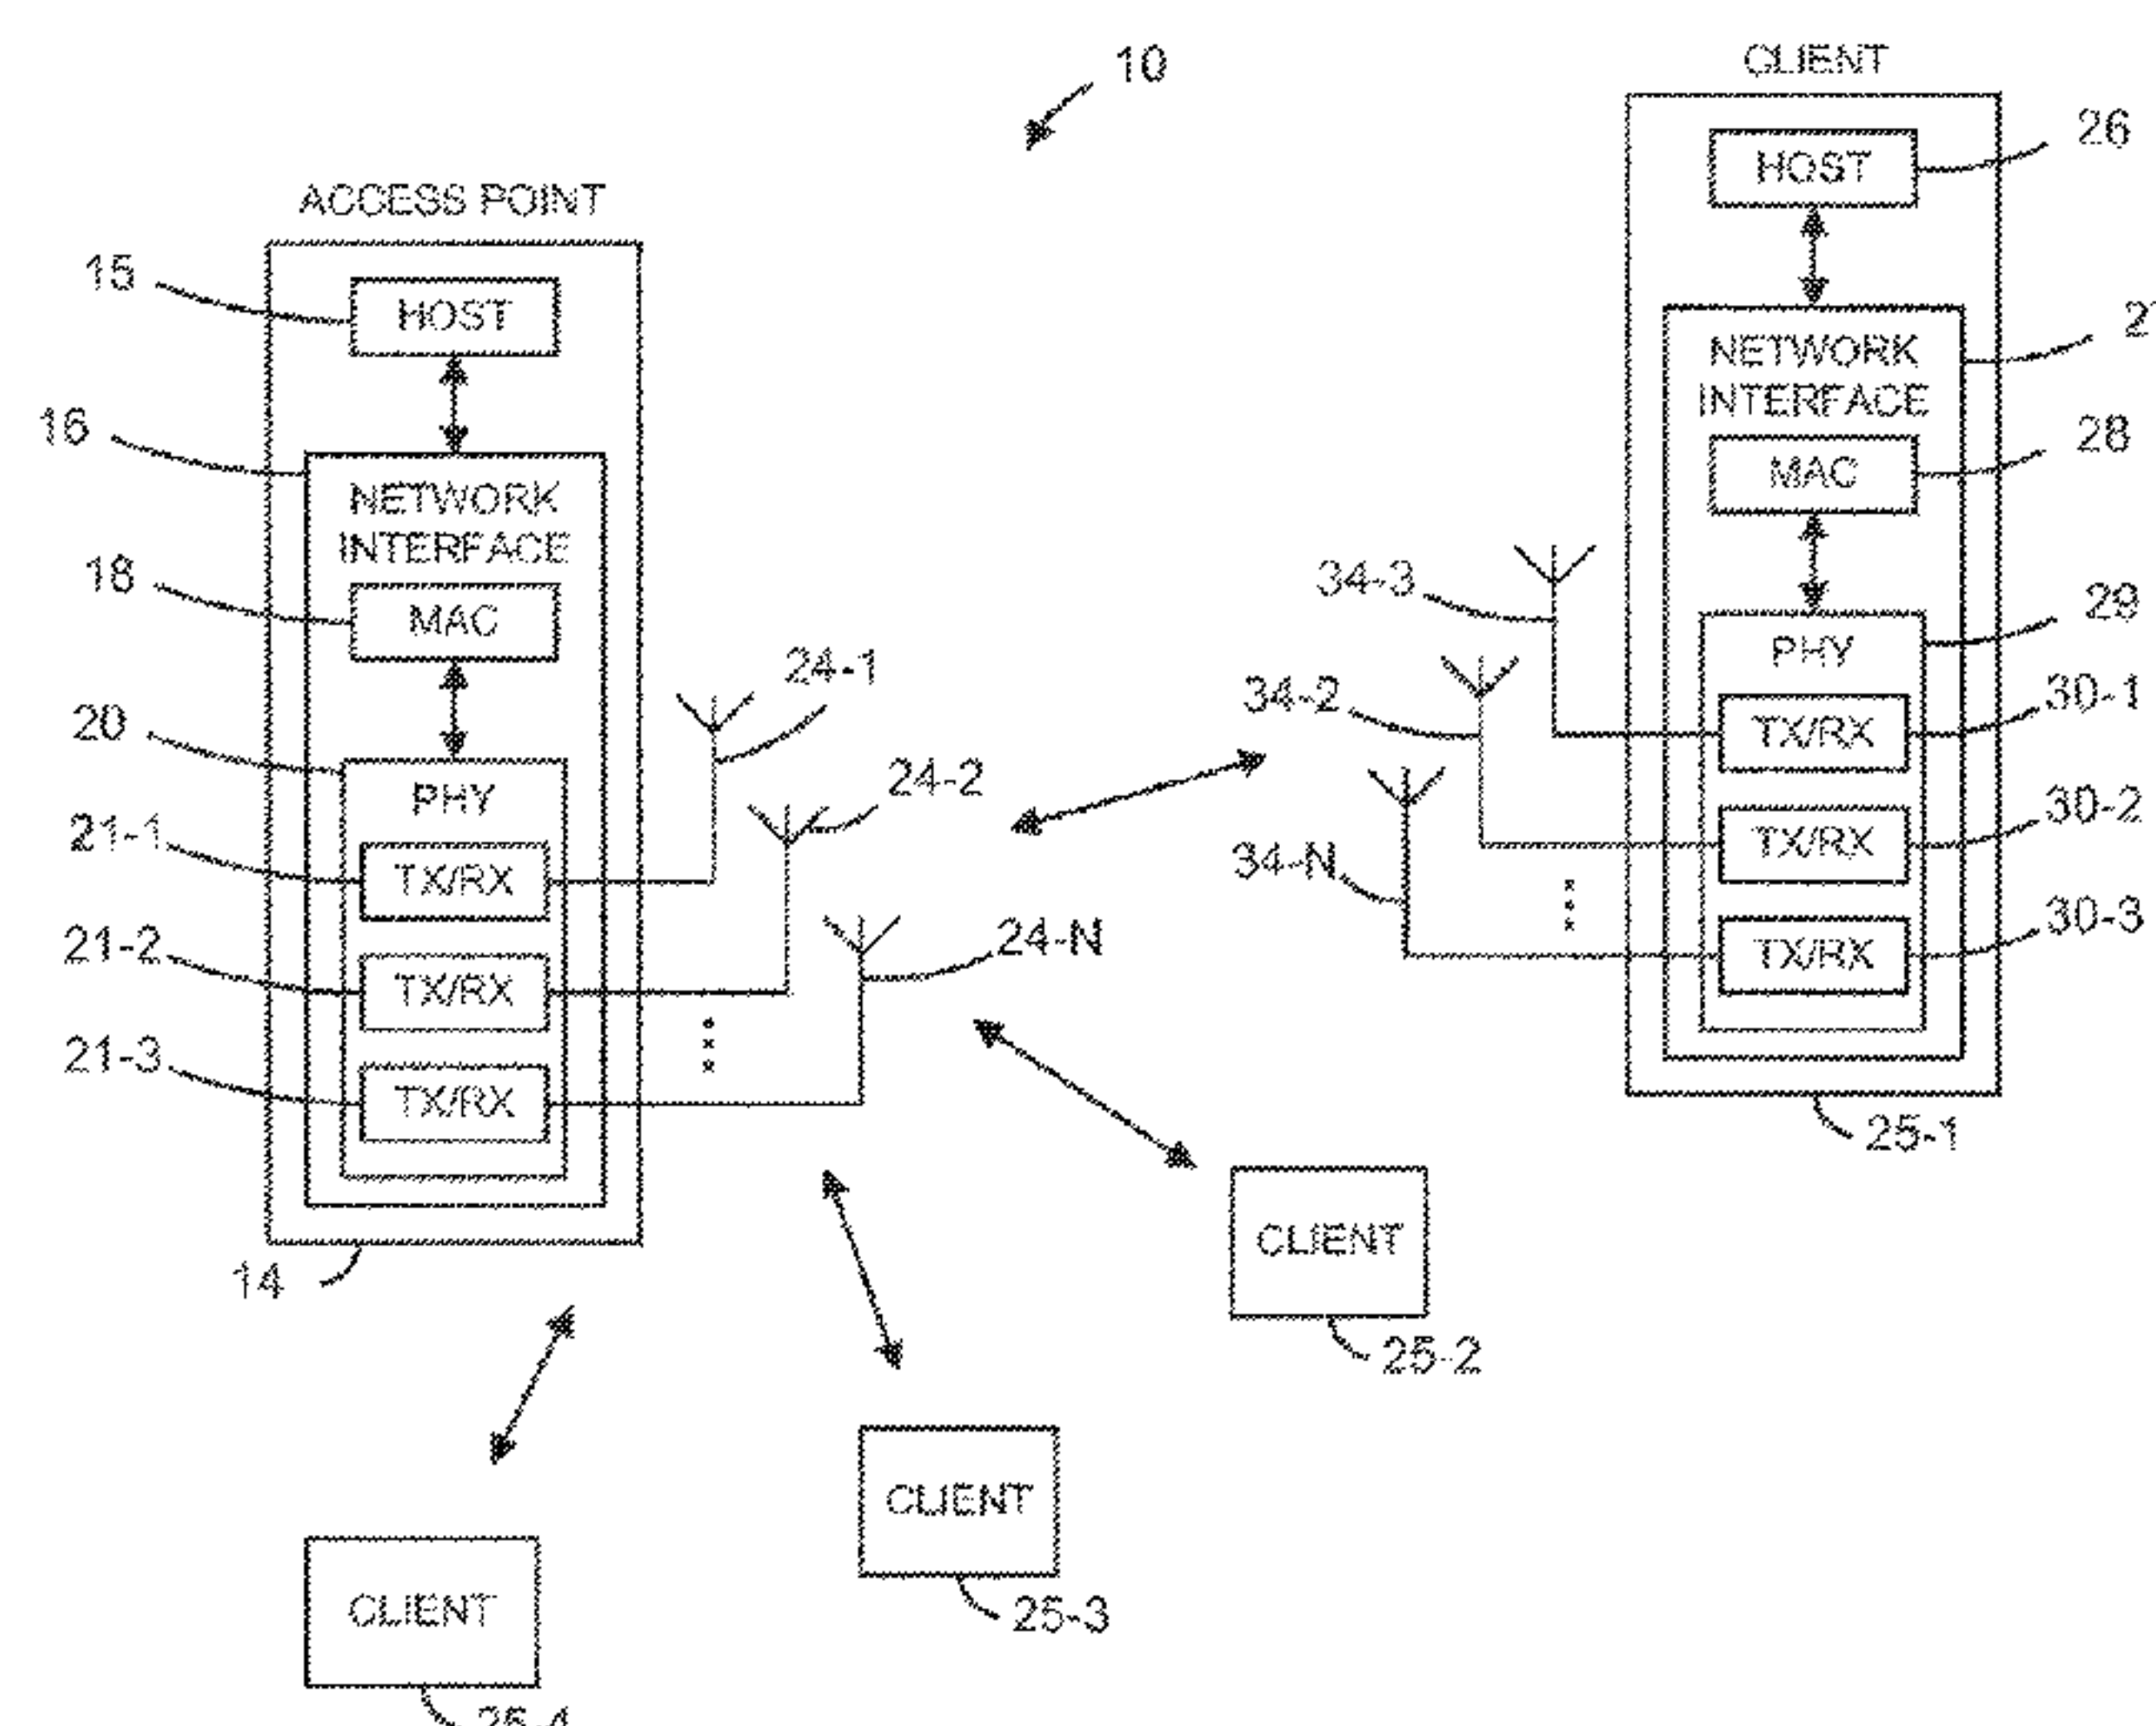 10
CLIENT
HOST
26
ACCESS POINT
15
HOST
NETWORK
INTERFACE
16
NETWORK
INTERFACE
MAC
28
18
MAC
34-3
PHY
29
24-1
34-2
TX/RX
30-1
20
PHY
24-2
TX/RX
30-2
21-1
TX/RX
34-N
TX/RX
30-3
24-N
21-2
TX/RX
21-3
TX/RX
25-1
14
CLIENT
25-2
CLIENT
25-3
CLIENT
25-4